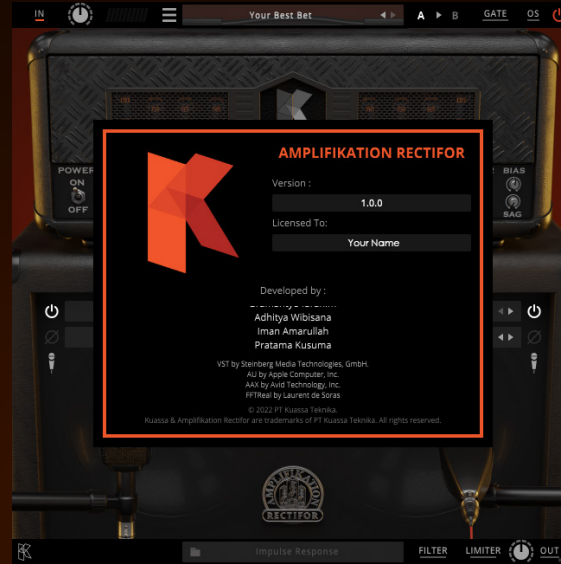 IN
Your Best Bet
A
B
GATE
OS
POWER
ON
OFF
BIAS
SAG
AMPLIFIKATION RECTIFOR
Version :
1.0.0
Licensed To:
Your Name
Developed by :
Adhitya Wibisana
Iman Amarullah
Pratama Kusuma
VST by Steinberg Media Technologies, GmbH.
AU by Apple Computer, Inc.
AAX by Avid Technology, Inc.
FFTReal by Laurent de Soras
© 2022 PT Kuassa Teknika.
Kuassa & Amplifikation Rectifor are trademarks of PT Kuassa Teknika. All rights reserved.
AMPLIFIKATION
RECTIFOR
Impulse Response
FILTER
LIMITER
OUT